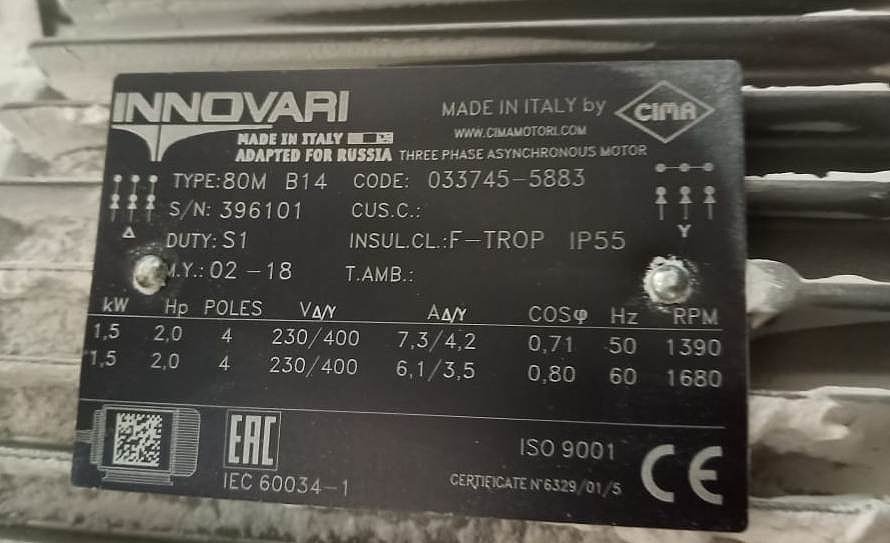 INNOVARI
MADE IN ITALY by CIMA
WWW.CIMAMOTORI.COM
MADE IN ITALY
ADAPTED FOR RUSSIA THREE PHASE ASYNCHRONOUS MOTOR
TYPE:80M B14 CODE: 033745-5883
S/N: 396101 CUS.C.:
DUTY: S1 INSUL.CL.:F-TROP IP55
Δ Y
M.Y.: 02 -18 T.AMB.:
kW Hp POLES VΔ/Y AΔ/Y COSφ Hz RPM
1,5 2,0 4 230/400 7,3/4,2 0,71 50 1390
1,5 2,0 4 230/400 6,1/3,5 0,80 60 1680
EAC
IEC 60034-1
ISO 9001
CERTIFICATE N°6329/01/S
CE